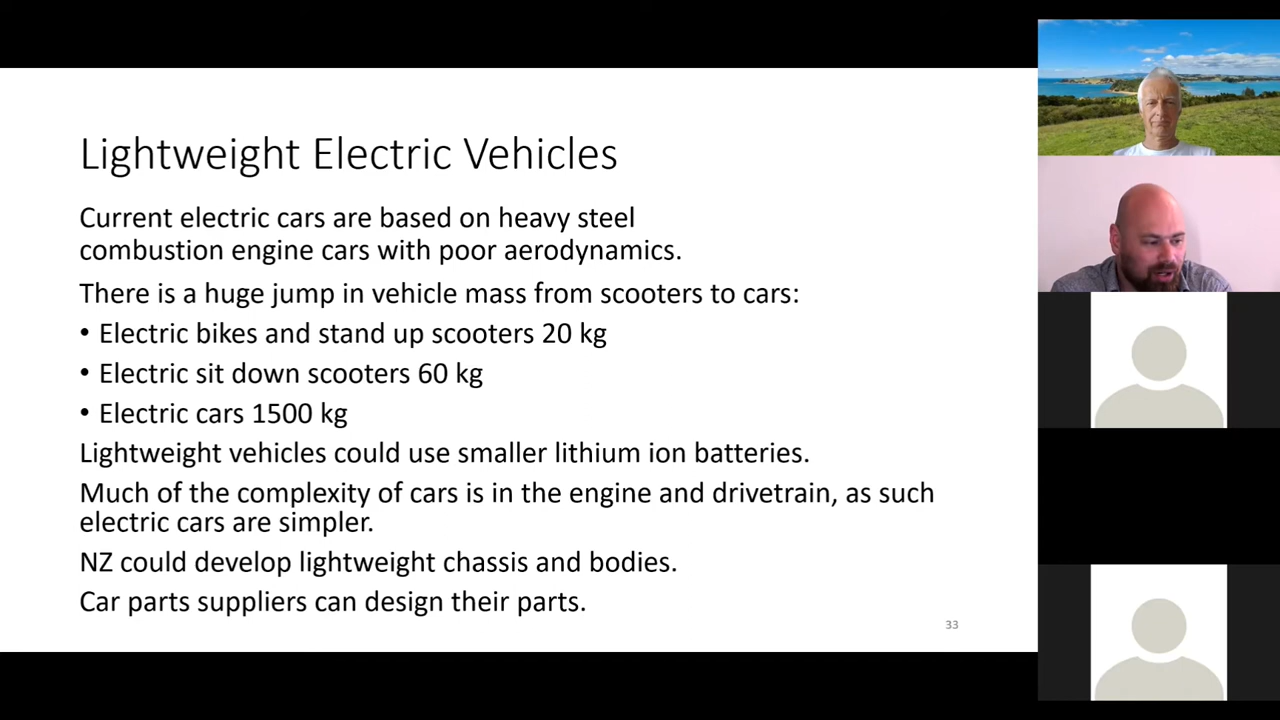 Lightweight Electric Vehicles
Current electric cars are based on heavy steel
combustion engine cars with poor aerodynamics.
There is a huge jump in vehicle mass from scooters to cars:
• Electric bikes and stand up scooters 20 kg
• Electric sit down scooters 60 kg
• Electric cars 1500 kg
Lightweight vehicles could use smaller lithium ion batteries.
Much of the complexity of cars is in the engine and drivetrain, as such
electric cars are simpler.
NZ could develop lightweight chassis and bodies.
Car parts suppliers can design their parts.
33